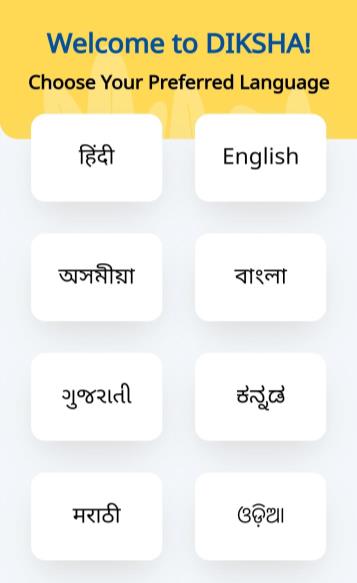 Welcome to DIKSHA!
Choose Your Preferred Language
हिंदी
English
অসমীয়া
বাংলা
ગુજરાતી
ಕನ್ನಡ
मराठी
ଓଡ଼ିଆ